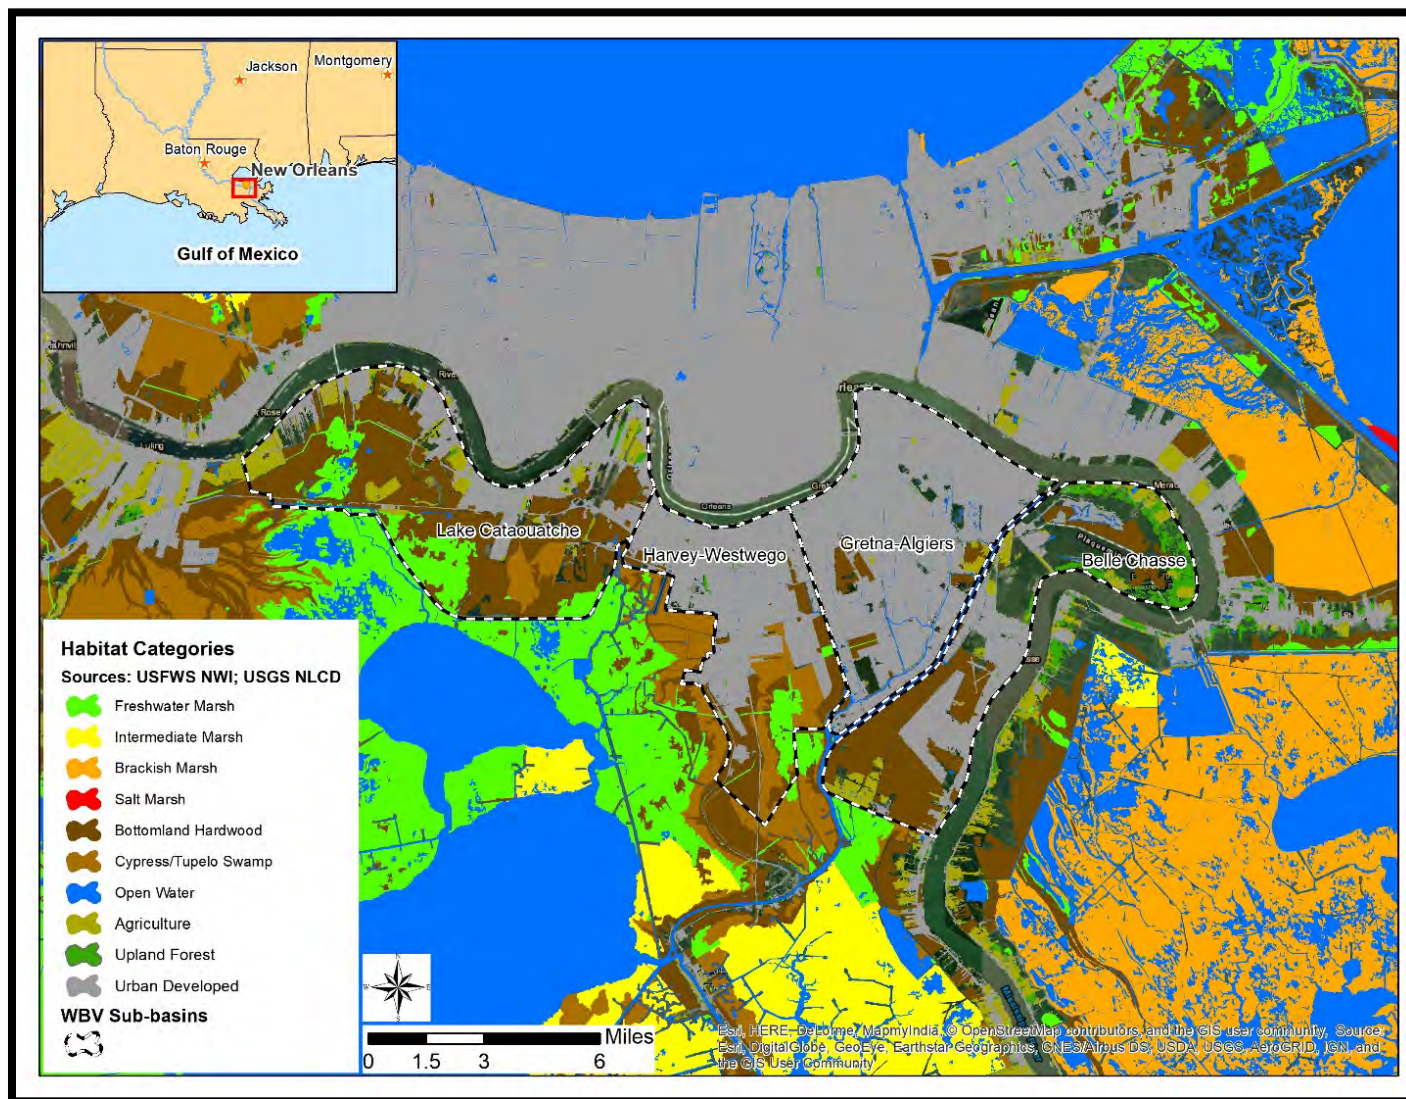 Jackson
Montgomery
Baton Rouge
New Orleans
Gulf of Mexico
Rose
Luling
Lake Cataouatche
Harvey-Westwego
Gretna-Algiers
Belle Chasse
Orleans
Habitat Categories
Sources: USFWS NWI; USGS NLCD
Freshwater Marsh
Intermediate Marsh
Brackish Marsh
Salt Marsh
Bottomland Hardwood
Cypress/Tupelo Swamp
Open Water
Agriculture
Upland Forest
Urban Developed
WBV Sub-basins
N
W
E
S
Miles
0 1.5 3 6
Esri, HERE, DeLorme, MapmyIndia, © OpenStreetMap contributors, and the GIS user community, Source:
Esri, DigitalGlobe, GeoEye, Earthstar Geographics, CNES/Airbus DS, USDA, USGS, AeroGRID, IGN, and
the GIS User Community